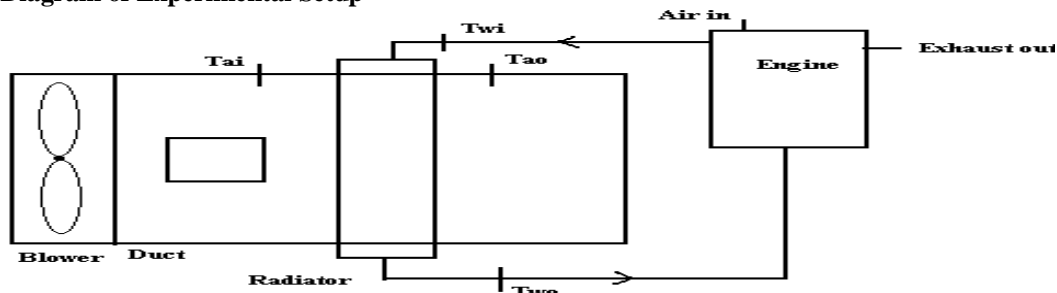 Diagram of Experimental Setup
Air in
Twi
Exhaust out
Tai
Tao
Engine
Blower
Duct
Radiator
Two